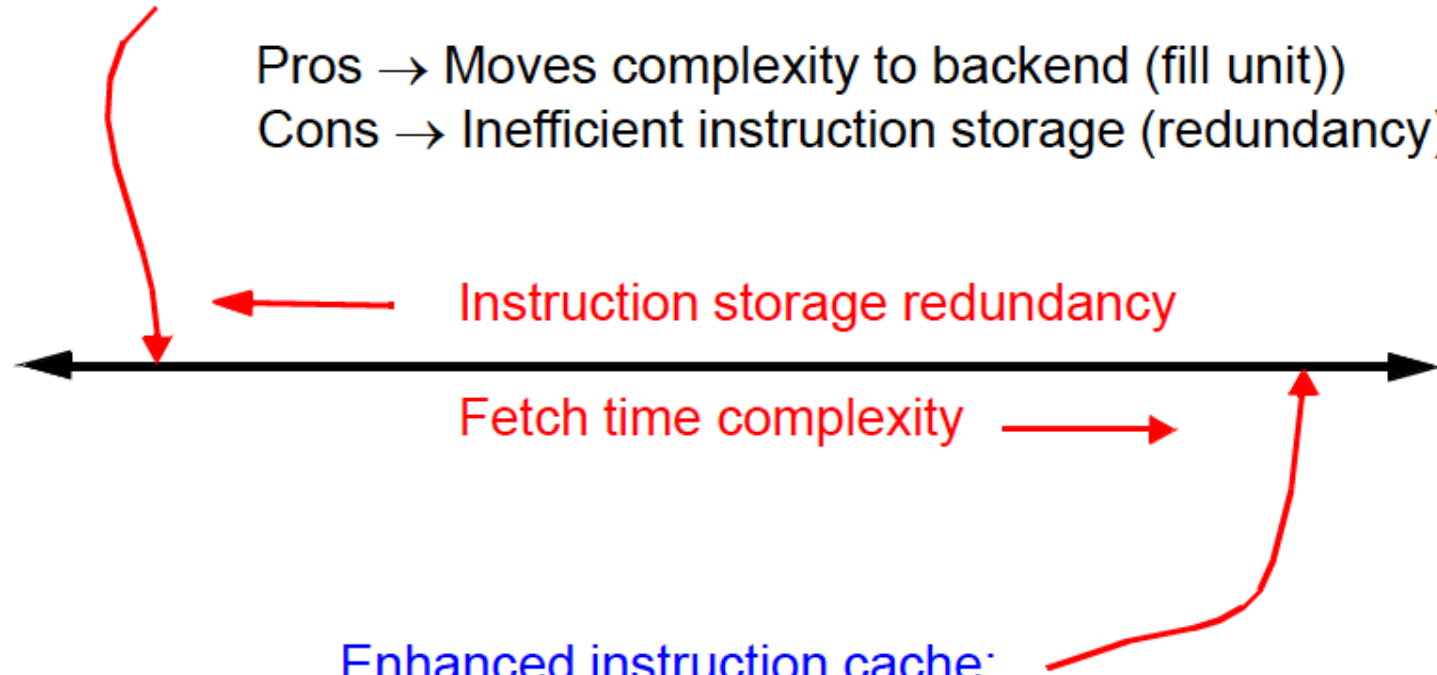 Pros → Moves complexity to backend (fill unit))
Cons → Inefficient instruction storage (redundancy)
Instruction storage redundancy
Fetch time complexity
Enhanced instruction cache: